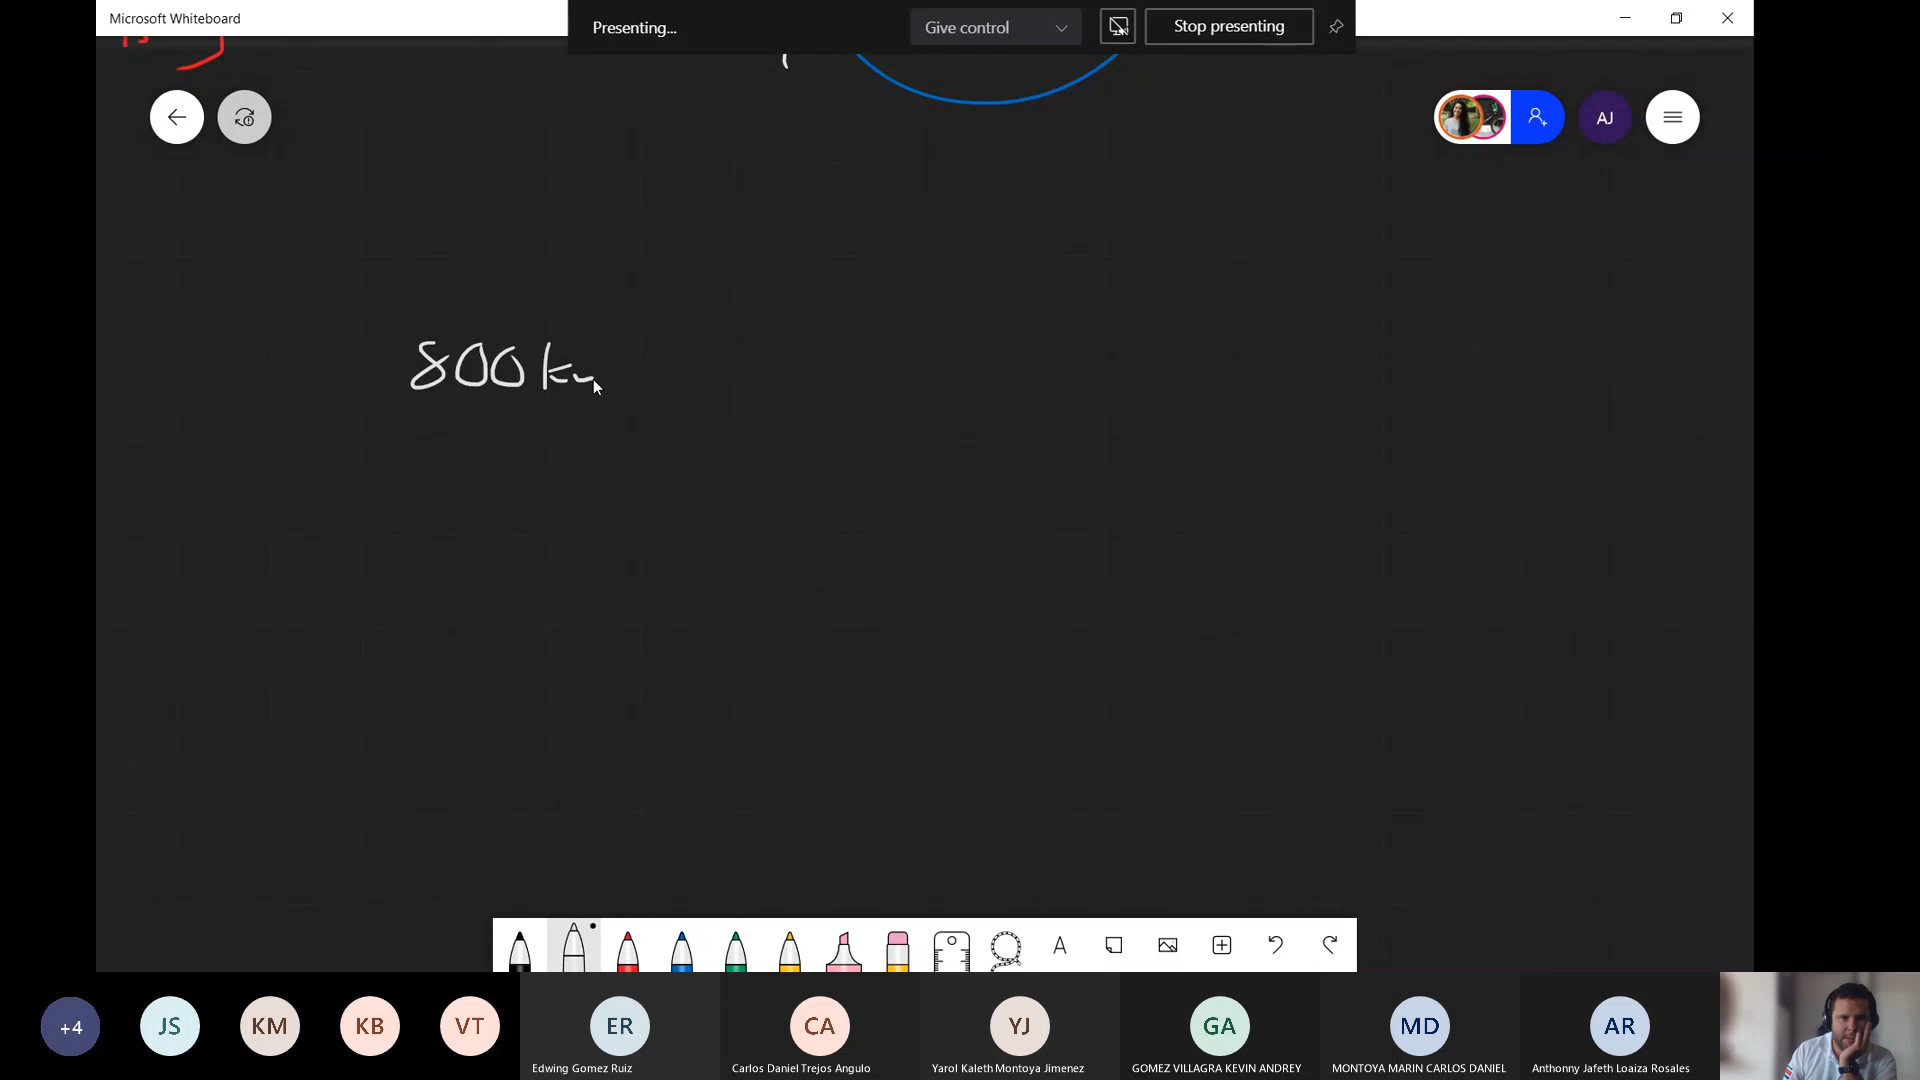 Microsoft Whiteboard
Presenting...
Give control
Stop presenting
AJ
800 km
A
+4
JS
KM
KB
VT
ER
CA
YJ
GA
MD
AR
Edwing Gomez Ruiz
Carlos Daniel Trejos Angulo
Yarol Kaleth Montoya Jimenez
GOMEZ VILLAGRA KEVIN ANDREY
MONTOYA MARIN CARLOS DANIEL
Anthonny Jafeth Loaiza Rosales